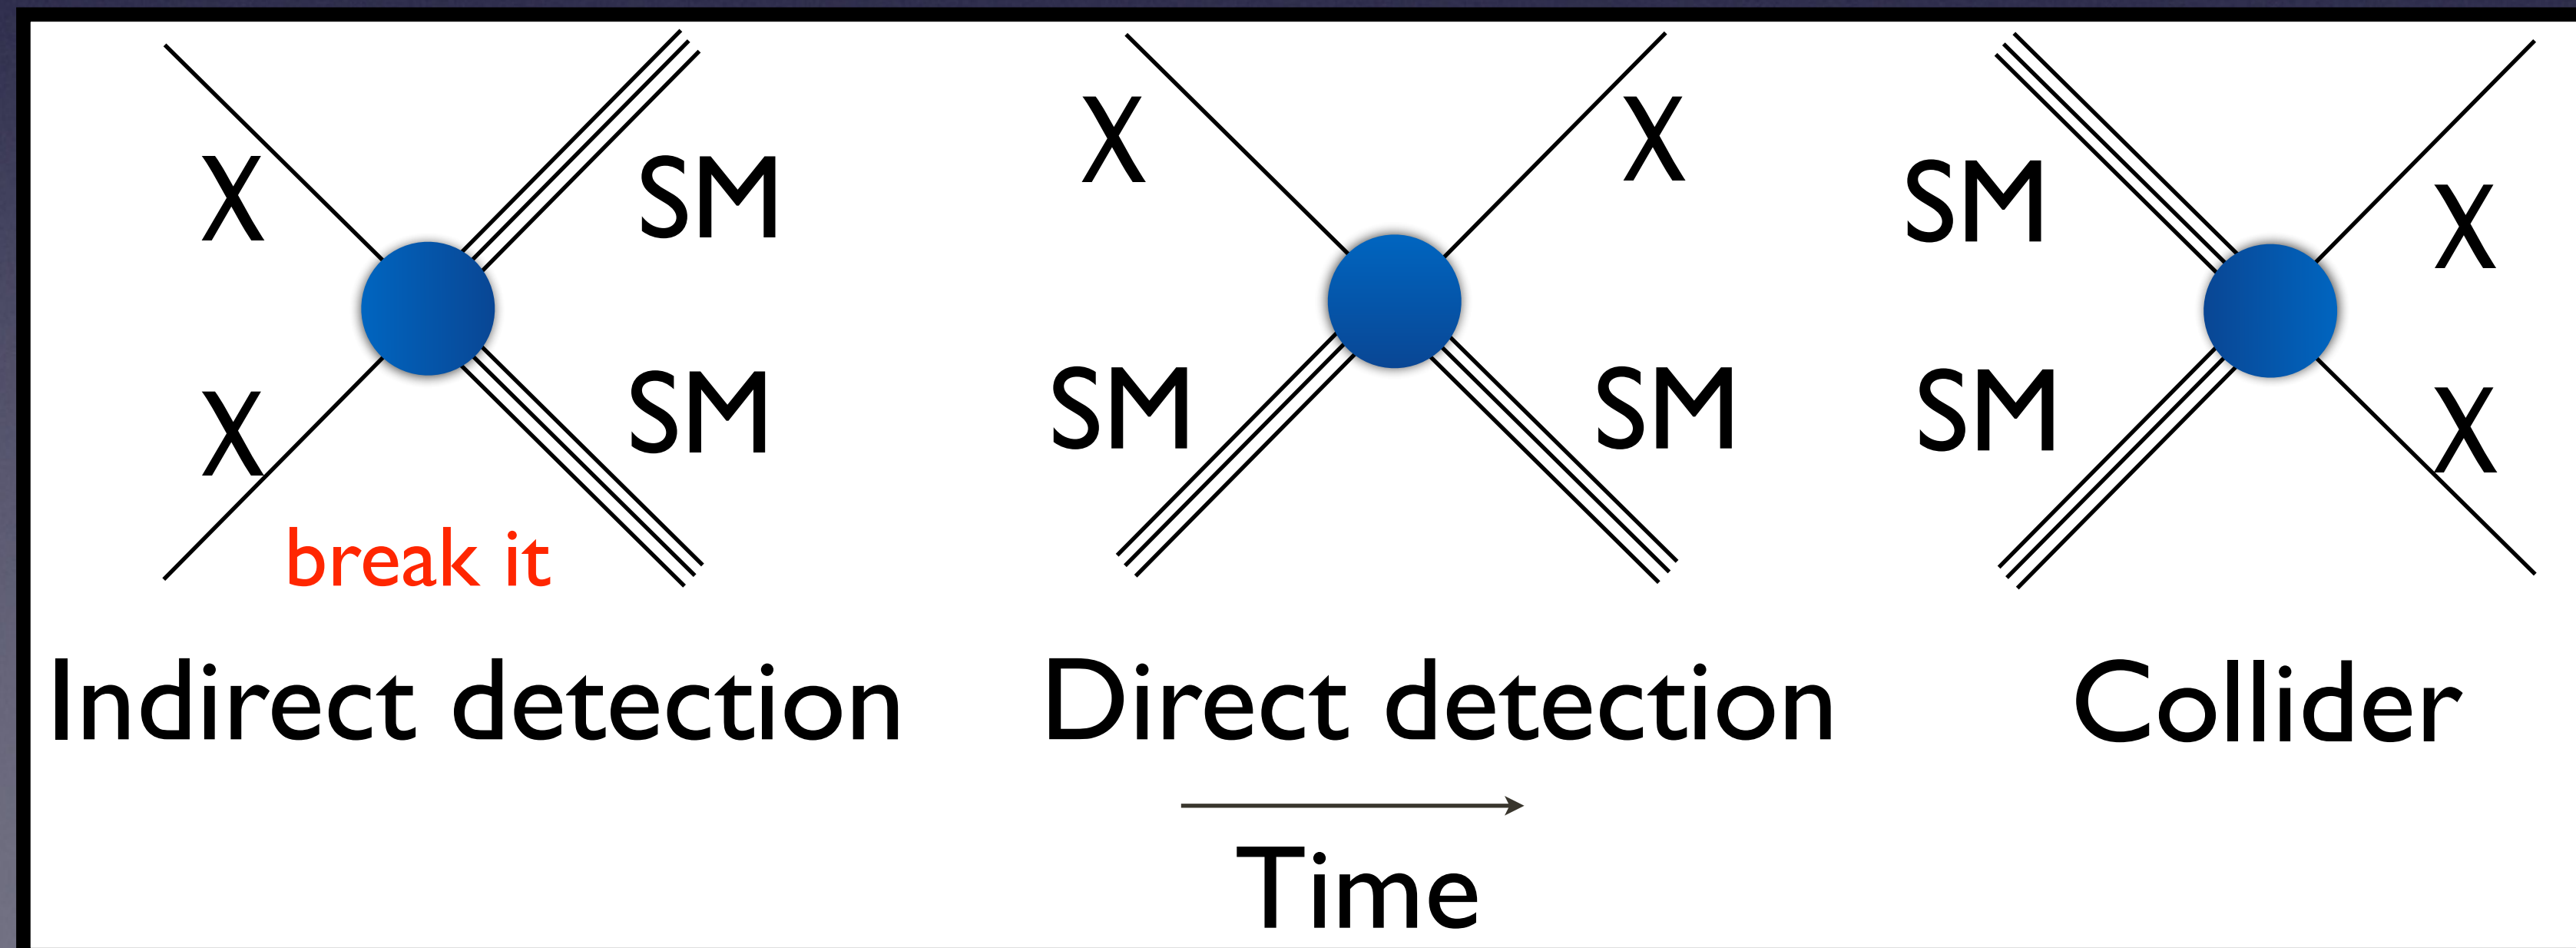 X SM
X SM
break it
Indirect detection
X X
SM SM
Direct detection
SM X
SM X
Collider
Time